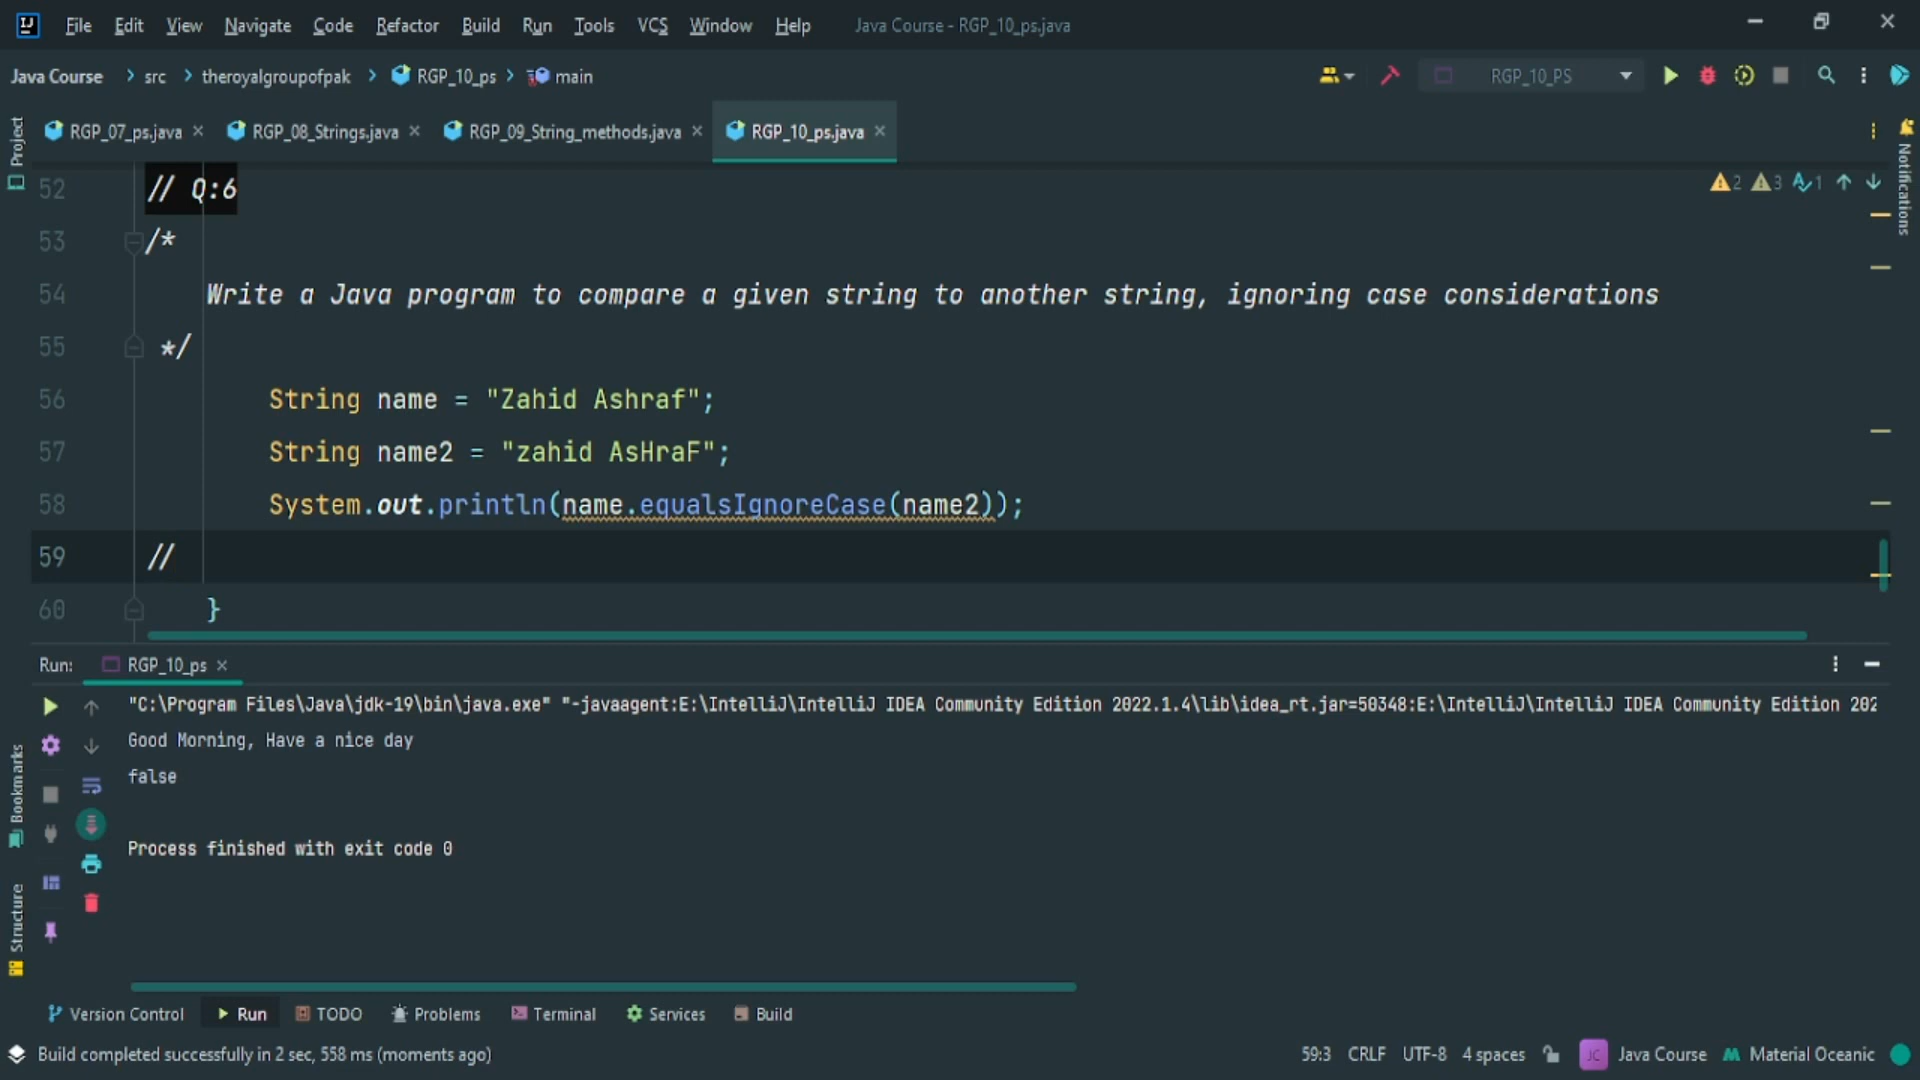 File Edit View Navigate Code Refactor Build Run Tools VCS Window Help Java Course - RGP_10_ps.java
Java Course src theroyalgroupofpak RGP_10_ps main RGP_10_PS
RGP_07_ps.java RGP_08_Strings.java RGP_09_String_methods.java RGP_10_ps.java
Project
Notifications
2 3 1
52 // Q:6
53 /*
54 Write a Java program to compare a given string to another string, ignoring case considerations
55 */
56 String name = "Zahid Ashraf";
57 String name2 = "zahid AsHraF";
58 System.out.println(name.equalsIgnoreCase(name2));
59 //
60 }
Run: RGP_10_ps
"C:\Program Files\Java\jdk-19\bin\java.exe" "-javaagent:E:\IntelliJ\IntelliJ IDEA Community Edition 2022.1.4\lib\idea_rt.jar=50348:E:\IntelliJ\IntelliJ IDEA Community Edition 202
Good Morning, Have a nice day
false
Process finished with exit code 0
Bookmarks
Structure
Version Control Run TODO Problems Terminal Services Build
Build completed successfully in 2 sec, 558 ms (moments ago) 59:3 CRLF UTF-8 4 spaces JC Java Course Material Oceanic